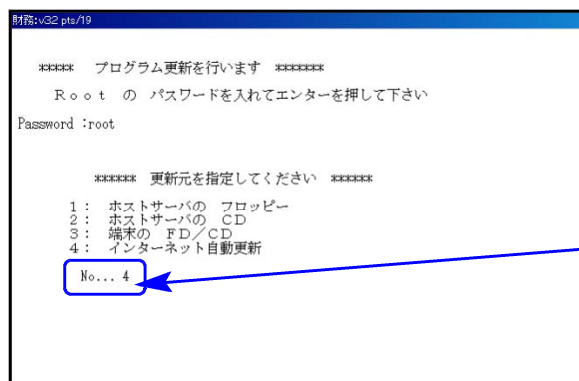 財務:v32 pts/19
***** プログラム更新を行います *******
Ｒｏｏｔ の パスワードを入れてエンターを押して下さい
Password :root
****** 更新元を指定してください ******
１： ホストサーバの フロッピー
２： ホストサーバの ＣＤ
３： 端末の ＦＤ／ＣＤ
４： インターネット自動更新
No... 4